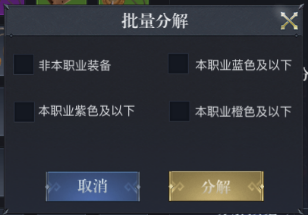 批量分解
非本职业装备
本职业蓝色及以下
本职业紫色及以下
本职业橙色及以下
取消
分解